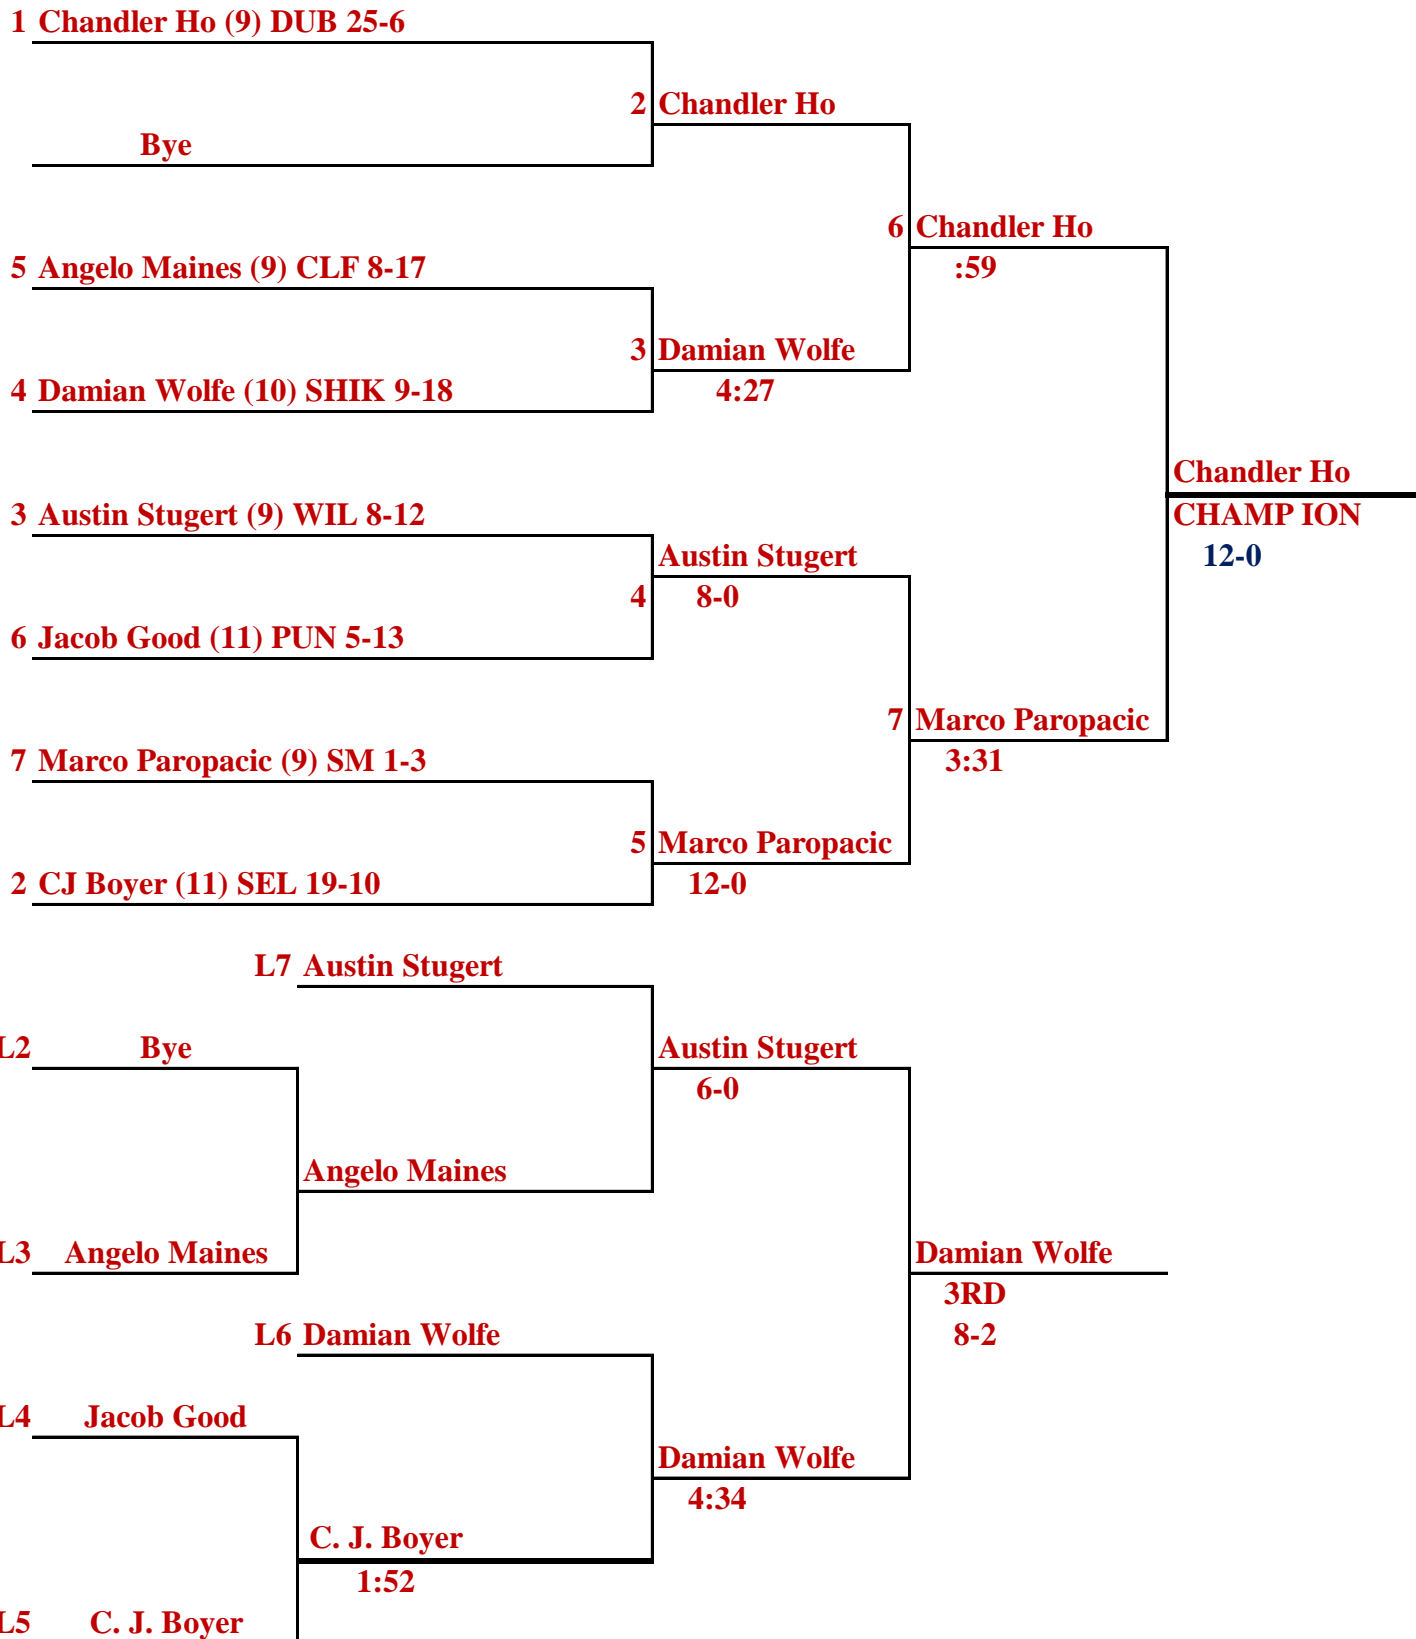 1 Chandler Ho (9) DUB 25-6
2 Chandler Ho
Bye
6 Chandler Ho
5 Angelo Maines (9) CLF 8-17
:59
3 Damian Wolfe
4 Damian Wolfe (10) SHIK 9-18
4:27
Chandler Ho
3 Austin Stugert (9) WIL 8-12
CHAMP ION
Austin Stugert
12-0
4 8-0
6 Jacob Good (11) PUN 5-13
7 Marco Paropacic
7 Marco Paropacic (9) SM 1-3
3:31
5 Marco Paropacic
2 CJ Boyer (11) SEL 19-10
12-0
L7 Austin Stugert
L2 Bye
Austin Stugert
6-0
Angelo Maines
L3 Angelo Maines
Damian Wolfe
3RD
L6 Damian Wolfe
8-2
L4 Jacob Good
Damian Wolfe
4:34
C. J. Boyer
1:52
L5 C. J. Boyer